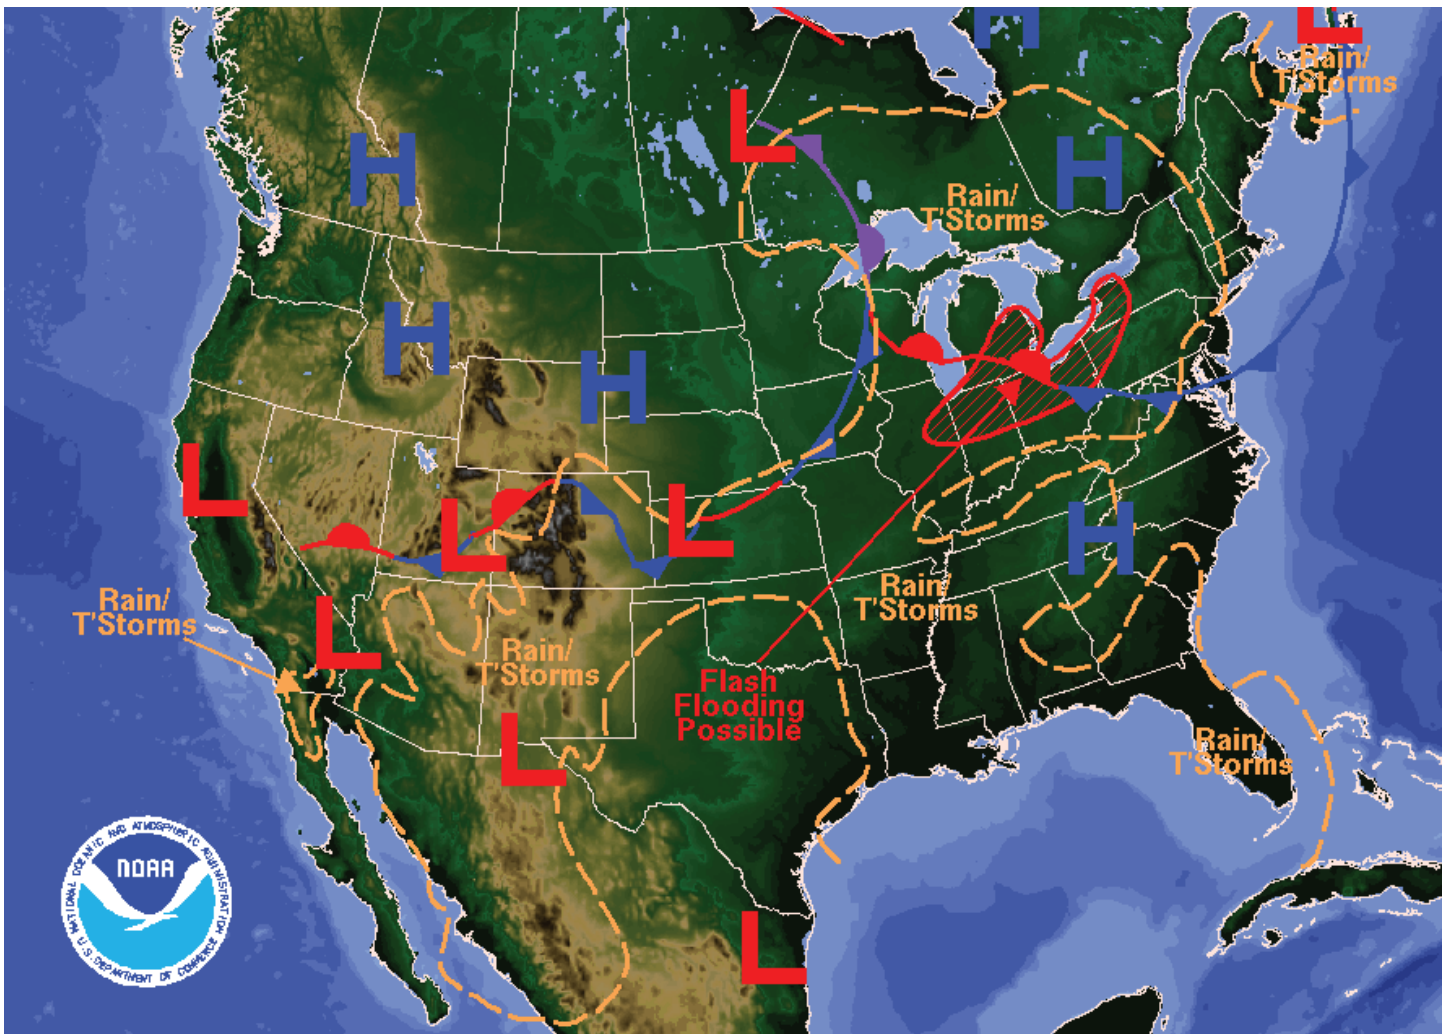 H
L
Rain/
T'Storms
L
H
H
Rain/
T'Storms
H
H
L
L
L
H
Rain/
T'Storms
L
Rain/
T'Storms
Rain/
T'Storms
Flash
Flooding
Possible
L
Rain/
T'Storms
NATIONAL OCEANIC AND ATMOSPHERIC ADMINISTRATION
NOAA
U.S. DEPARTMENT OF COMMERCE
L